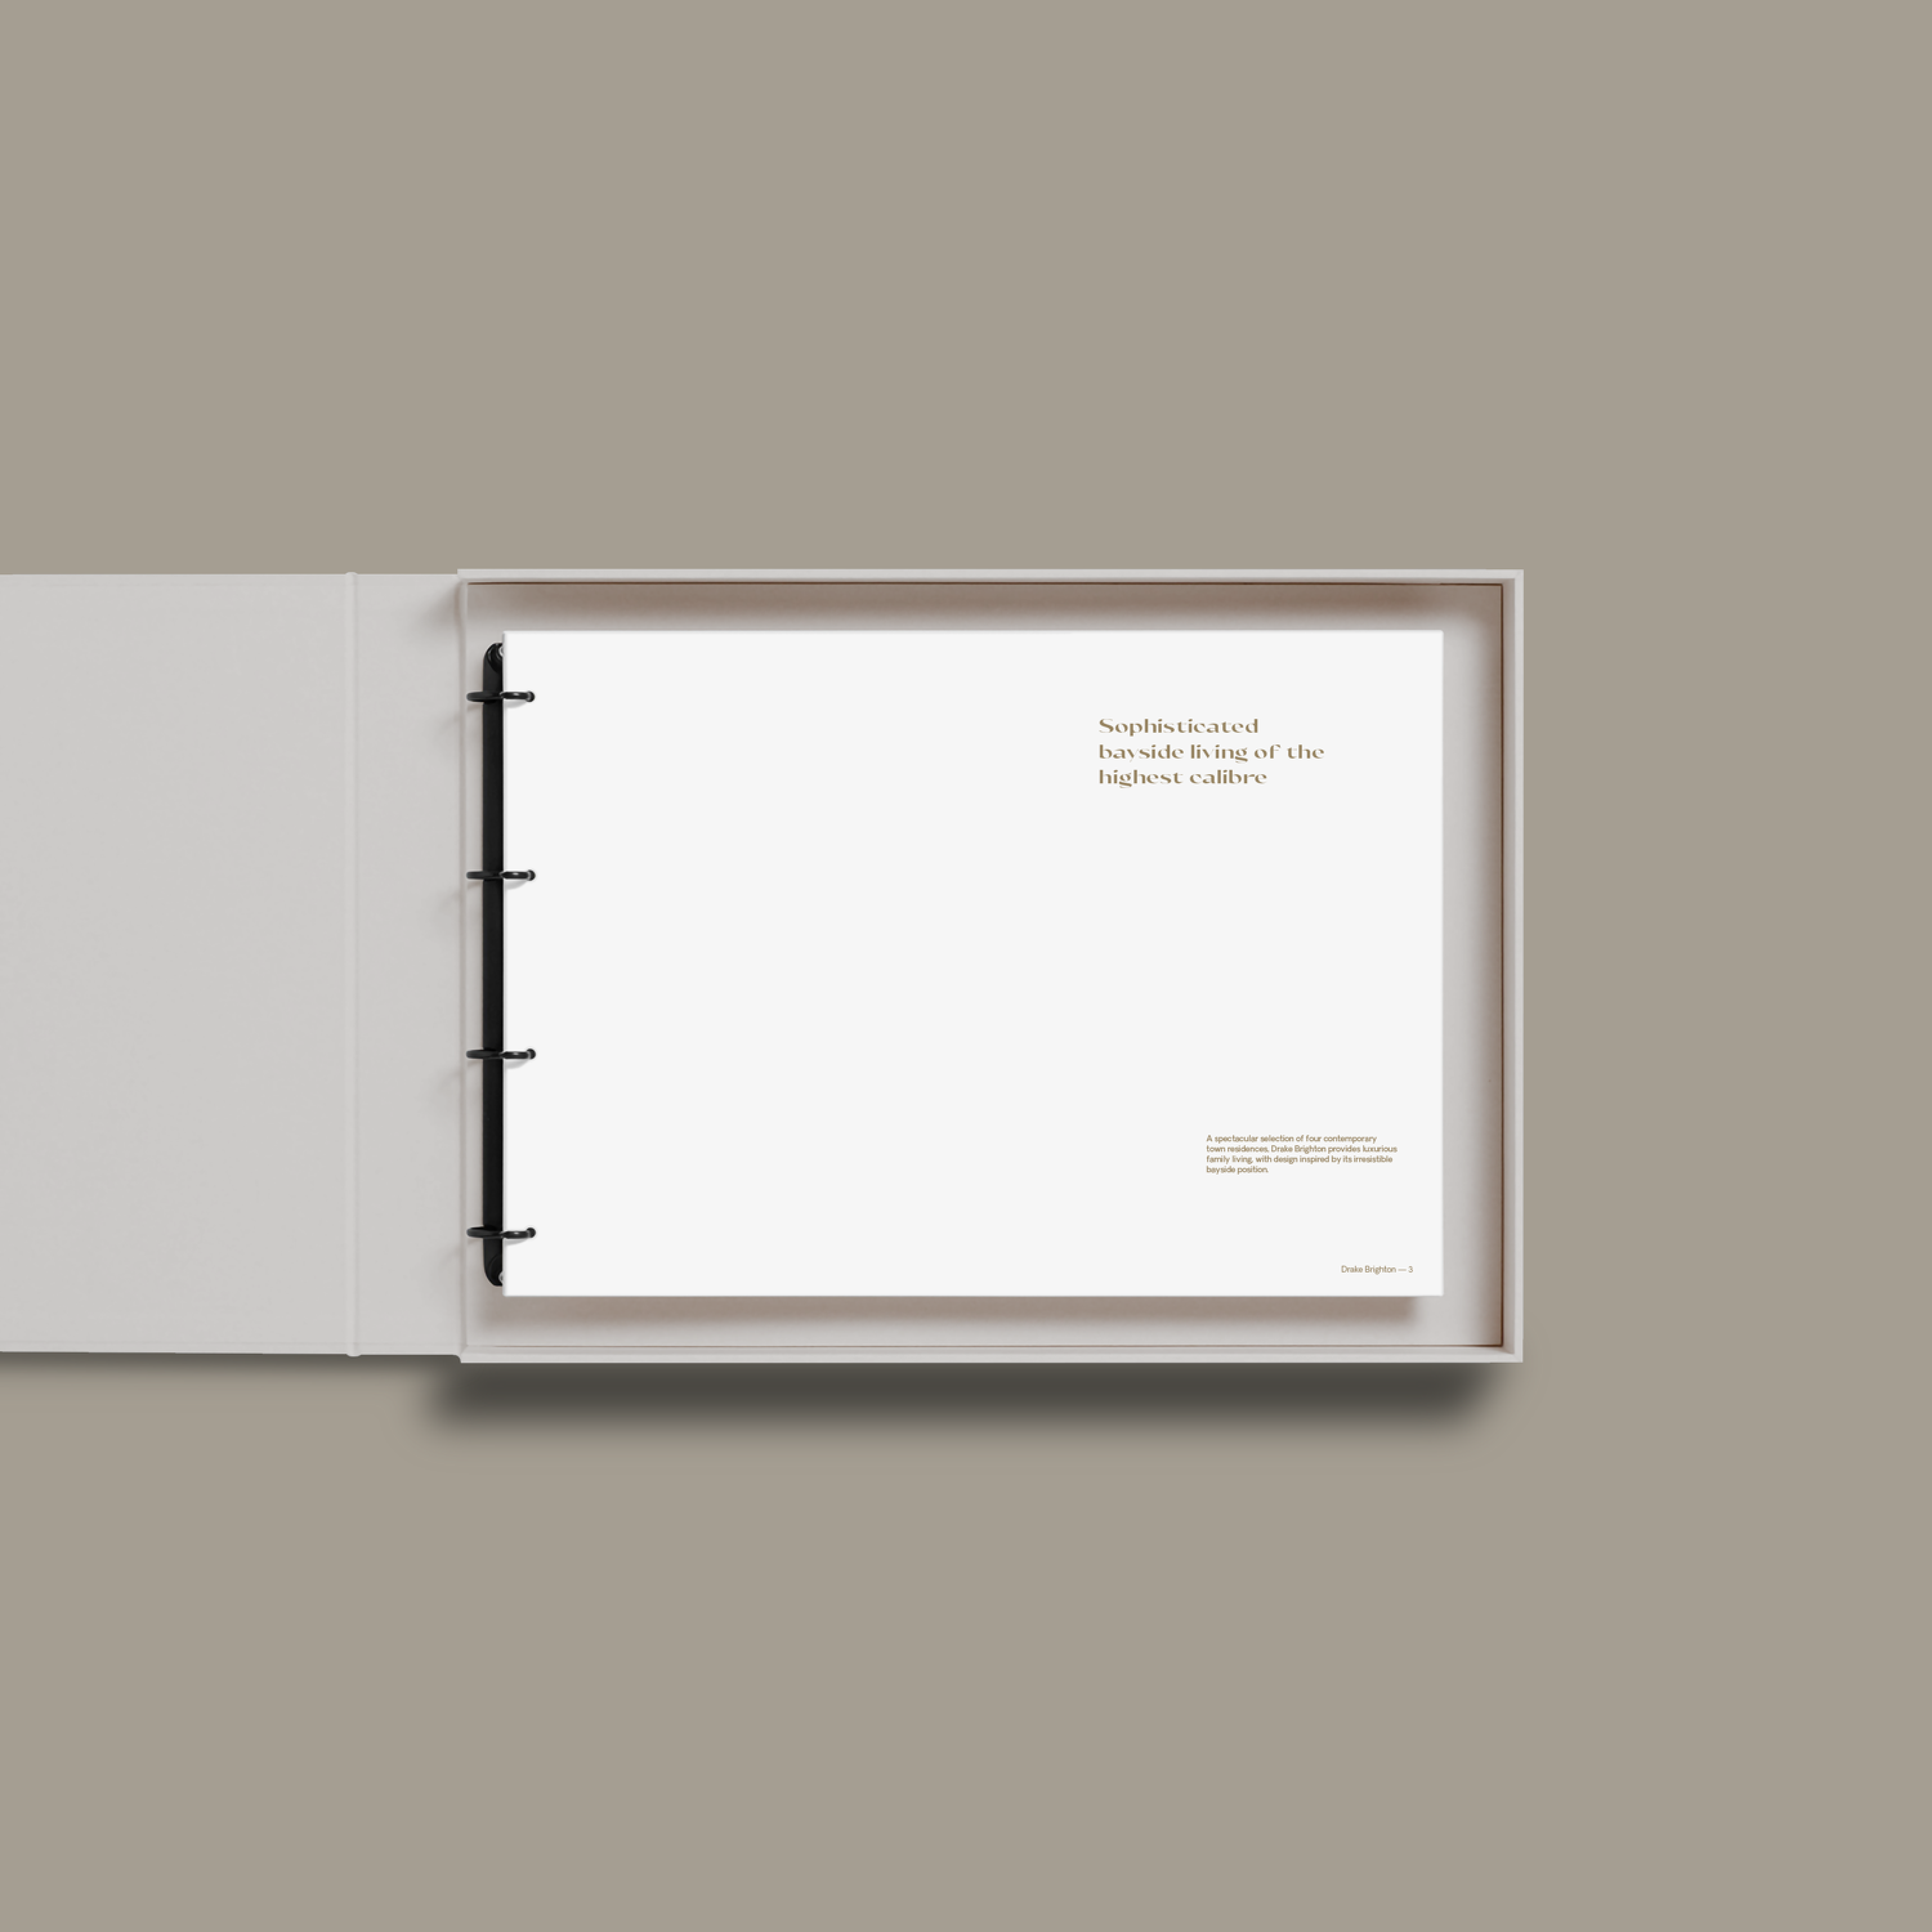 Sophisticated
bayside living of the
highest calibre
A spectacular selection of four contemporary
town residences. Drake Brighton provides luxurious
family living, with design inspired by its irresistible
bayside position.
Drake Brighton — 3